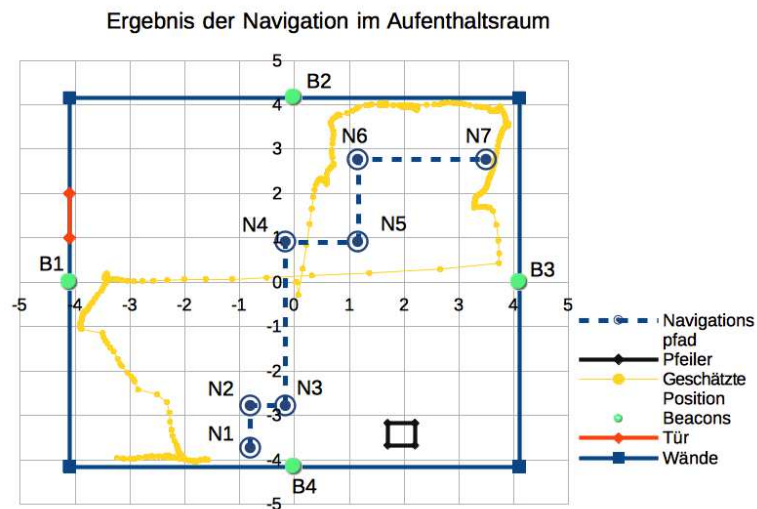 Ergebnis der Navigation im Aufenthaltsraum
5
B2
4
N6 N7
3
2
N4 N5
1
B1 B3
0
-5 -4 -3 -2 -1 0 1 2 3 4 5
-1
-2
N2 N3
-3
N1
-4
B4
-5
Navigations
pfad
Pfeiler
Geschätzte
Position
Beacons
Tür
Wände